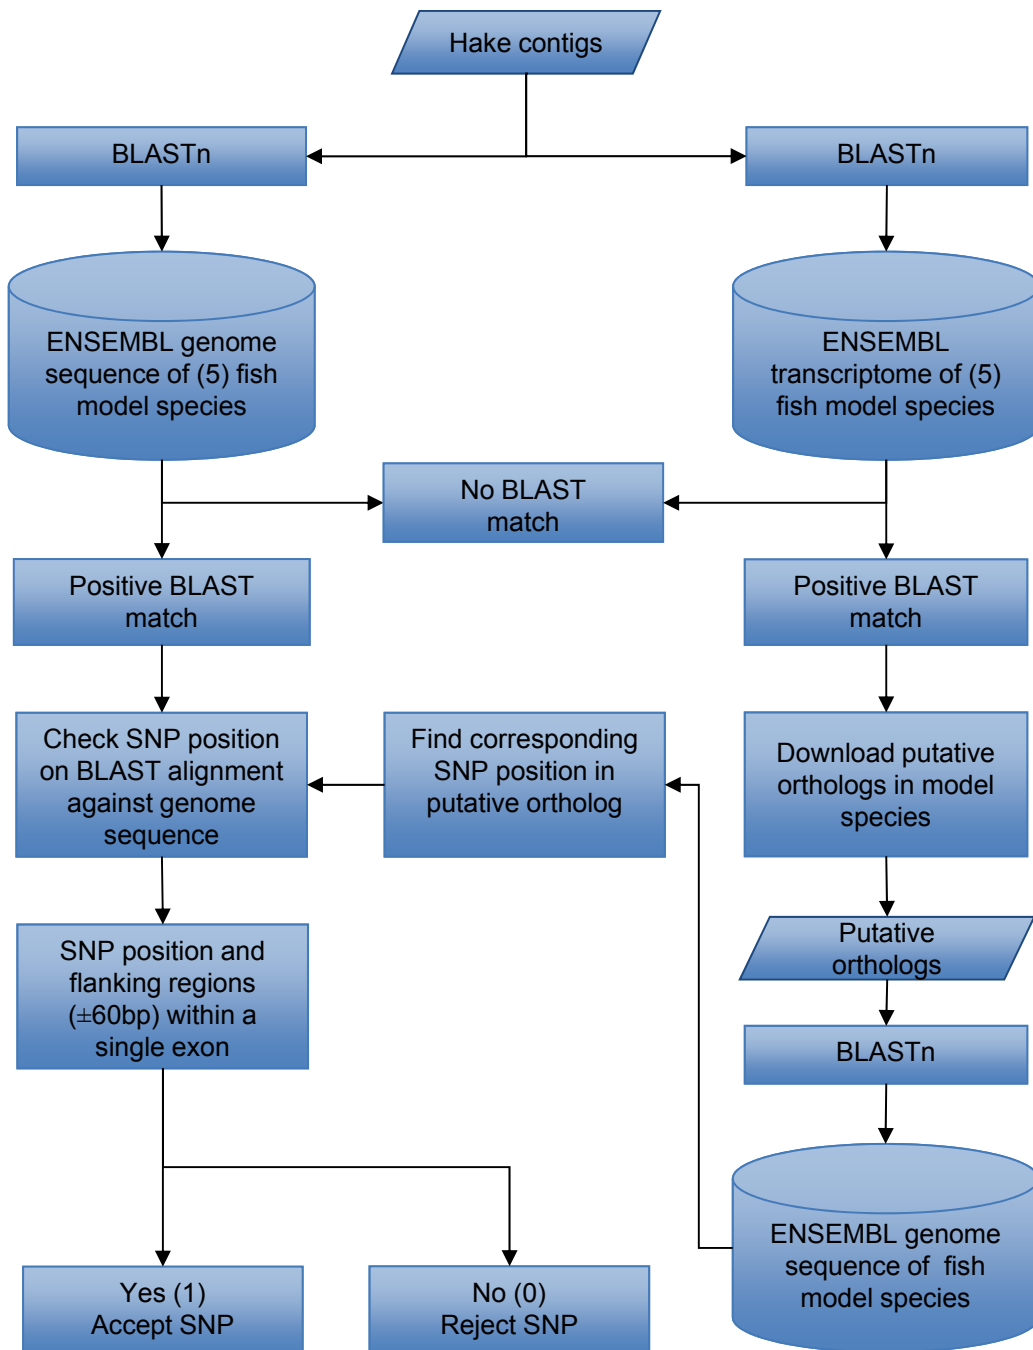 Hake contigs
BLASTn
BLASTn
ENSEMBL genome
sequence of (5) fish
model species
ENSEMBL
transcriptome of (5)
fish model species
No BLAST
match
Positive BLAST
match
Positive BLAST
match
Check SNP position
on BLAST alignment
against genome
sequence
Find corresponding
SNP position in
putative ortholog
Download putative
orthologs in model
species
SNP position and
flanking regions
(±60bp) within a
single exon
Putative
orthologs
BLASTn
ENSEMBL genome
sequence of  fish
model species
Yes (1)
Accept SNP
No (0)
Reject SNP